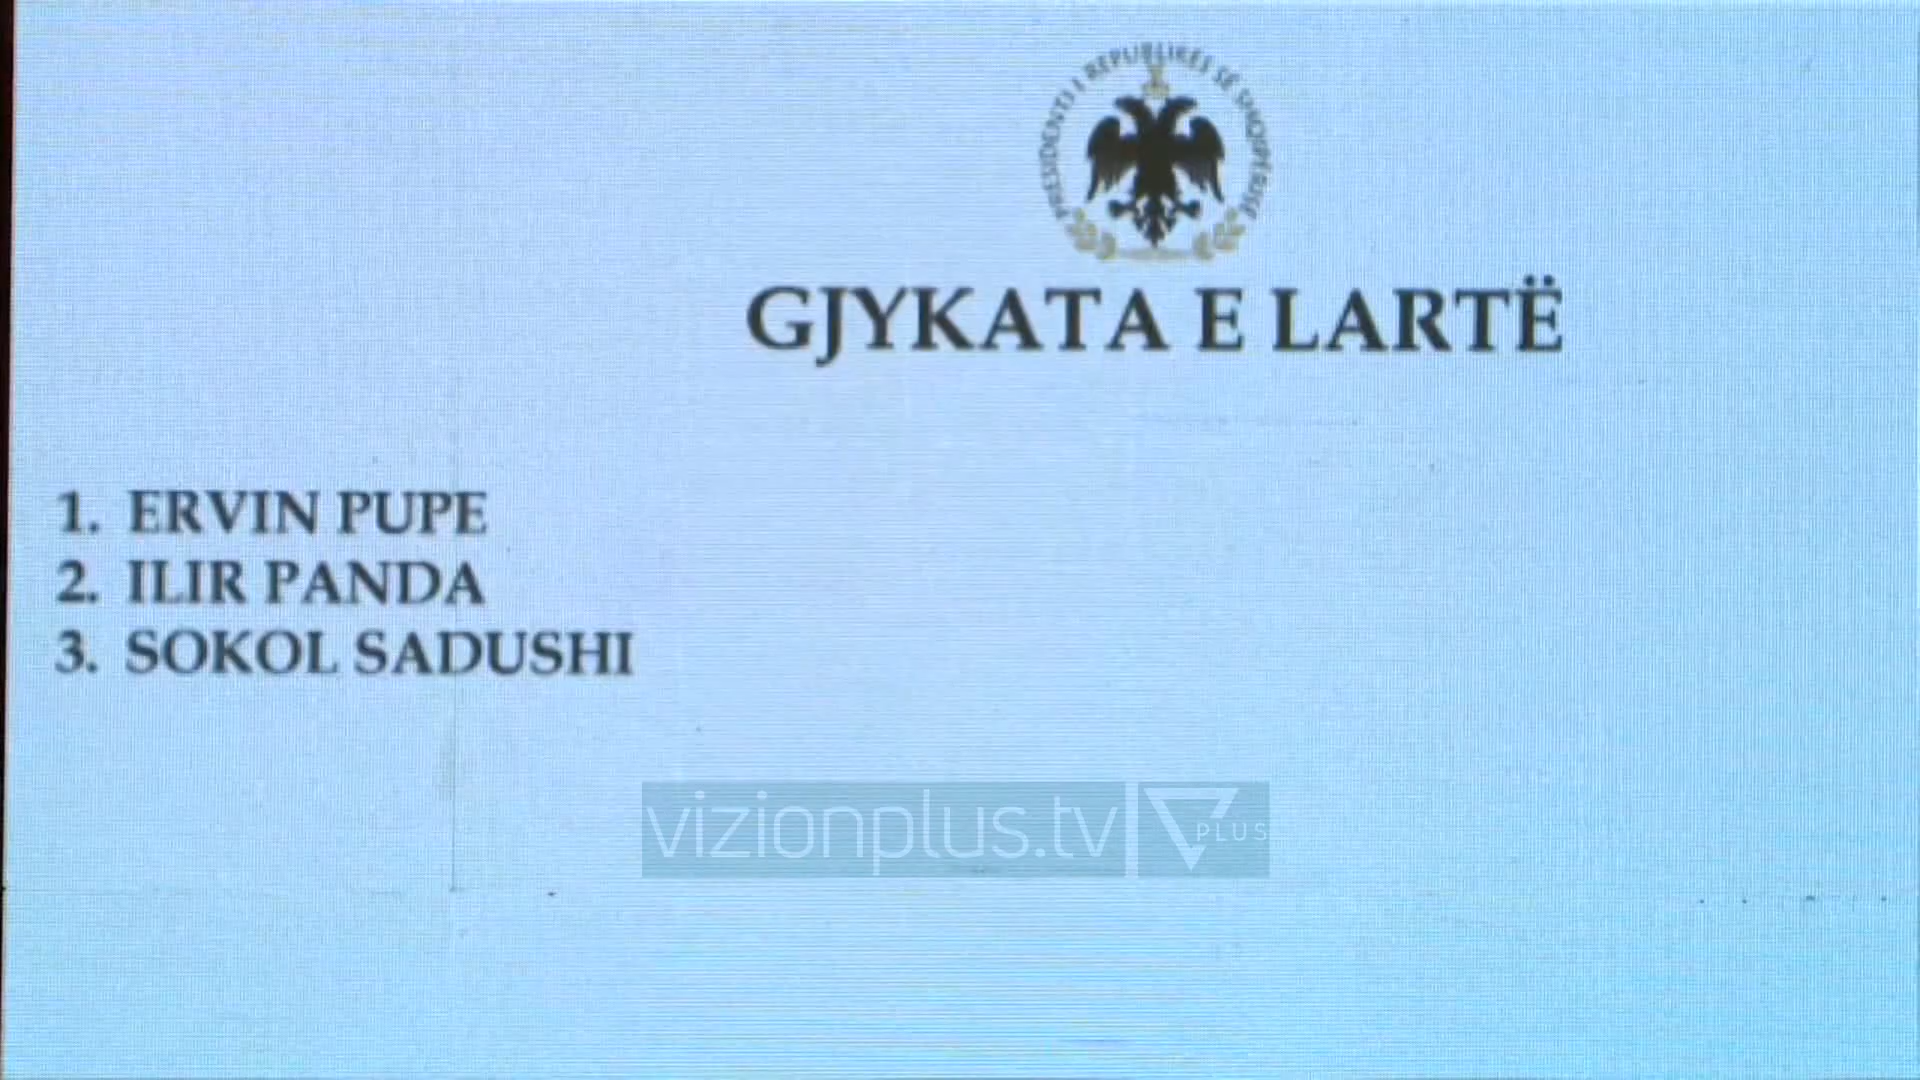 PRESIDENTI I REPUBLIKËS SË SHQIPËRISË
GJYKATA E LARTË
1. ERVIN PUPE
2. ILIR PANDA
3. SOKOL SADUSHI
vizionplus.tv
PLUS